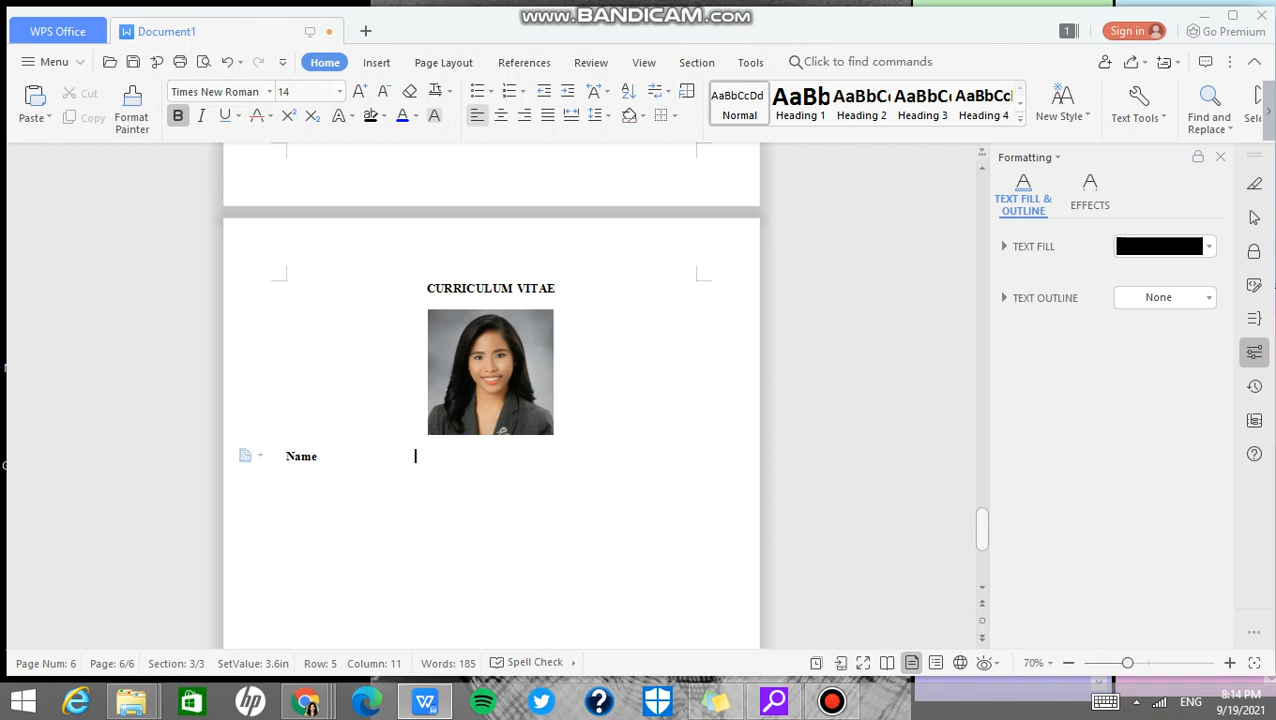 www.BANDICAM.com
WPS Office
Document1
1
Sign in
Go Premium
Menu
Home
Insert
Page Layout
References
Review
View
Section
Tools
Click to find commands
Times New Roman
14
Cut
Paste
Copy
Format
Painter
AaBbCcDd
Normal
AaBb
Heading 1
AaBbC
Heading 2
AaBbC
Heading 3
AaBbC
Heading 4
New Style
Text Tools
Find and
Replace
Formatting
TEXT FILL &
OUTLINE
EFFECTS
TEXT FILL
TEXT OUTLINE
None
CURRICULUM VITAE
Name
Page Num: 6
Page: 6/6
Section: 3/3
SetValue: 3.6in
Row: 5
Column: 11
Words: 185
Spell Check
70%
8:14 PM
ENG
9/19/2021